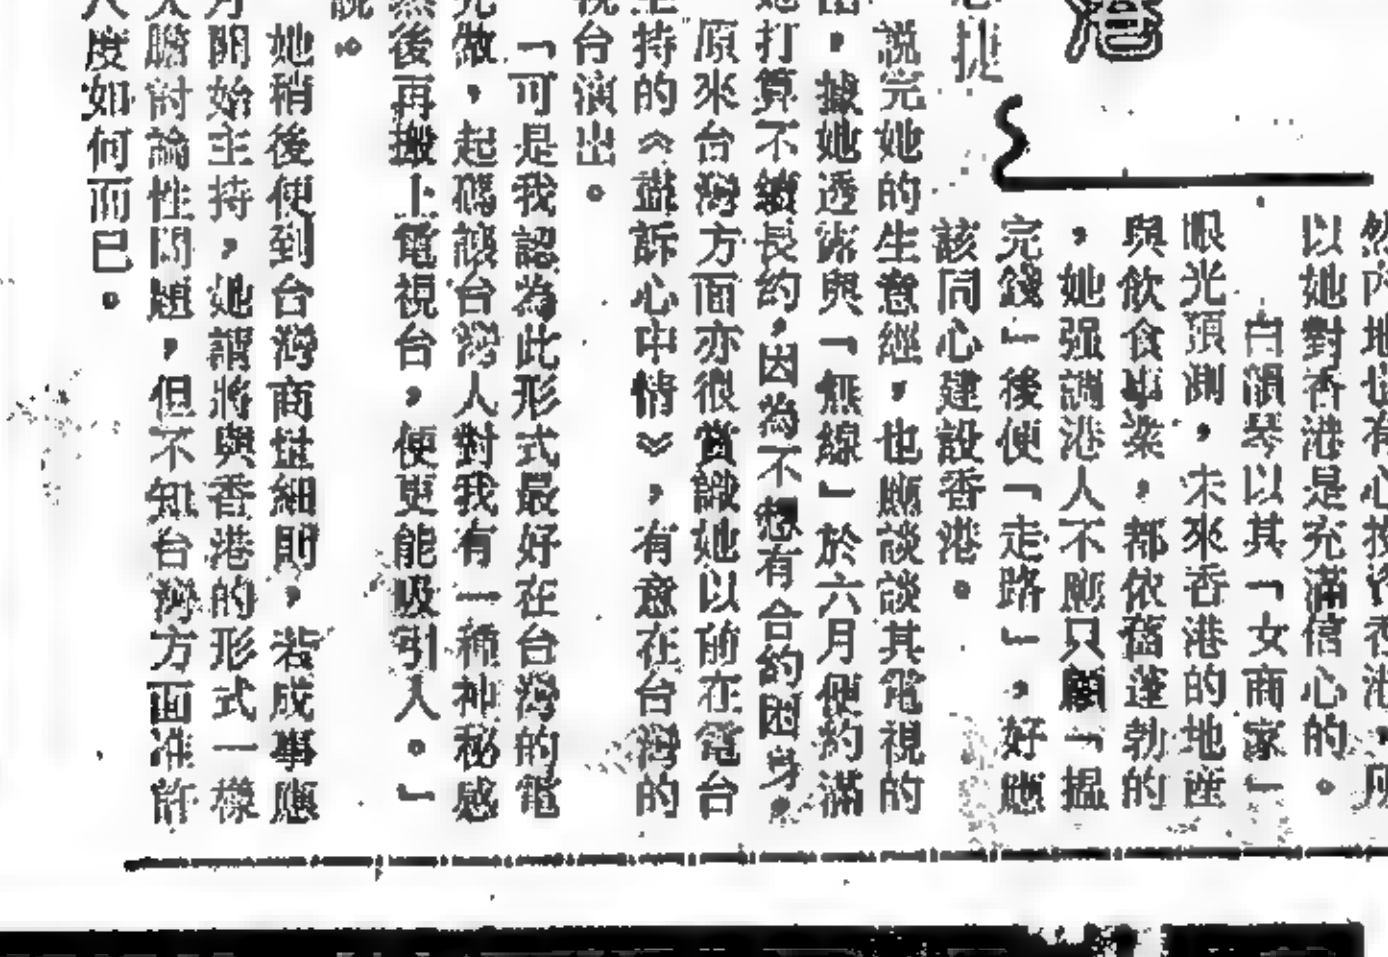 港
然內地也有心投資香港,所
以她對香港是充滿信心的。
白韻琴以其「女商家」
眼光預測,未來香港的地産
與飲食事業,都依舊蓬勃的
,她强調港人不應只顧「搵
完錢」後便「走路」,好應
該同心建設香港。
捷
說完她的生意經,也應談談其電視的
,據她透露與「無線」於六月便約滿
她打算不續長約,因為不想有合約困身,
原來台灣方面亦很賞識她以前在電台
主持的《盡訴心中情》,有意在台灣的
視台演出。
「可是我認為此形式最好在台灣的電
先做,起碼讓台灣人對我有一種神秘感
然後再搬上電視台,便更能吸引人。」
說。
她稍後便到台灣商量細則,若成事應
月開始主持,她謂將與香港的形式一樣
大膽討論性問題,但不知台灣方面准許
尺度如何而已。